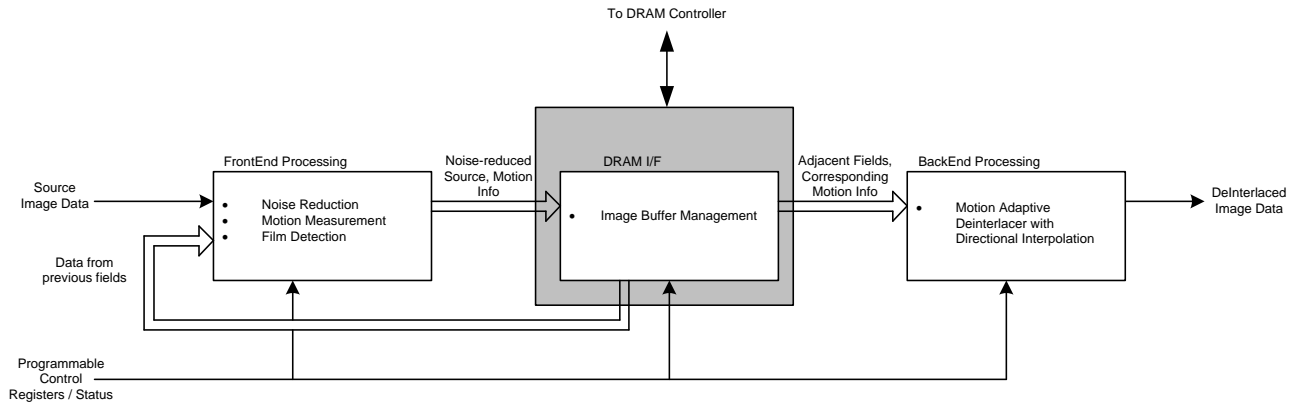 To DRAM Controller
FrontEnd Processing
Noise-reduced
Source, Motion
Info
DRAM I/F
Adjacent Fields,
Corresponding
Motion Info
BackEnd Processing
Source
Image Data
• Noise Reduction
• Motion Measurement
• Film Detection
• Image Buffer Management
• Motion Adaptive
Deinterlacer with
Directional Interpolation
DeInterlaced
Image Data
Data from
previous fields
Programmable
Control
Registers / Status